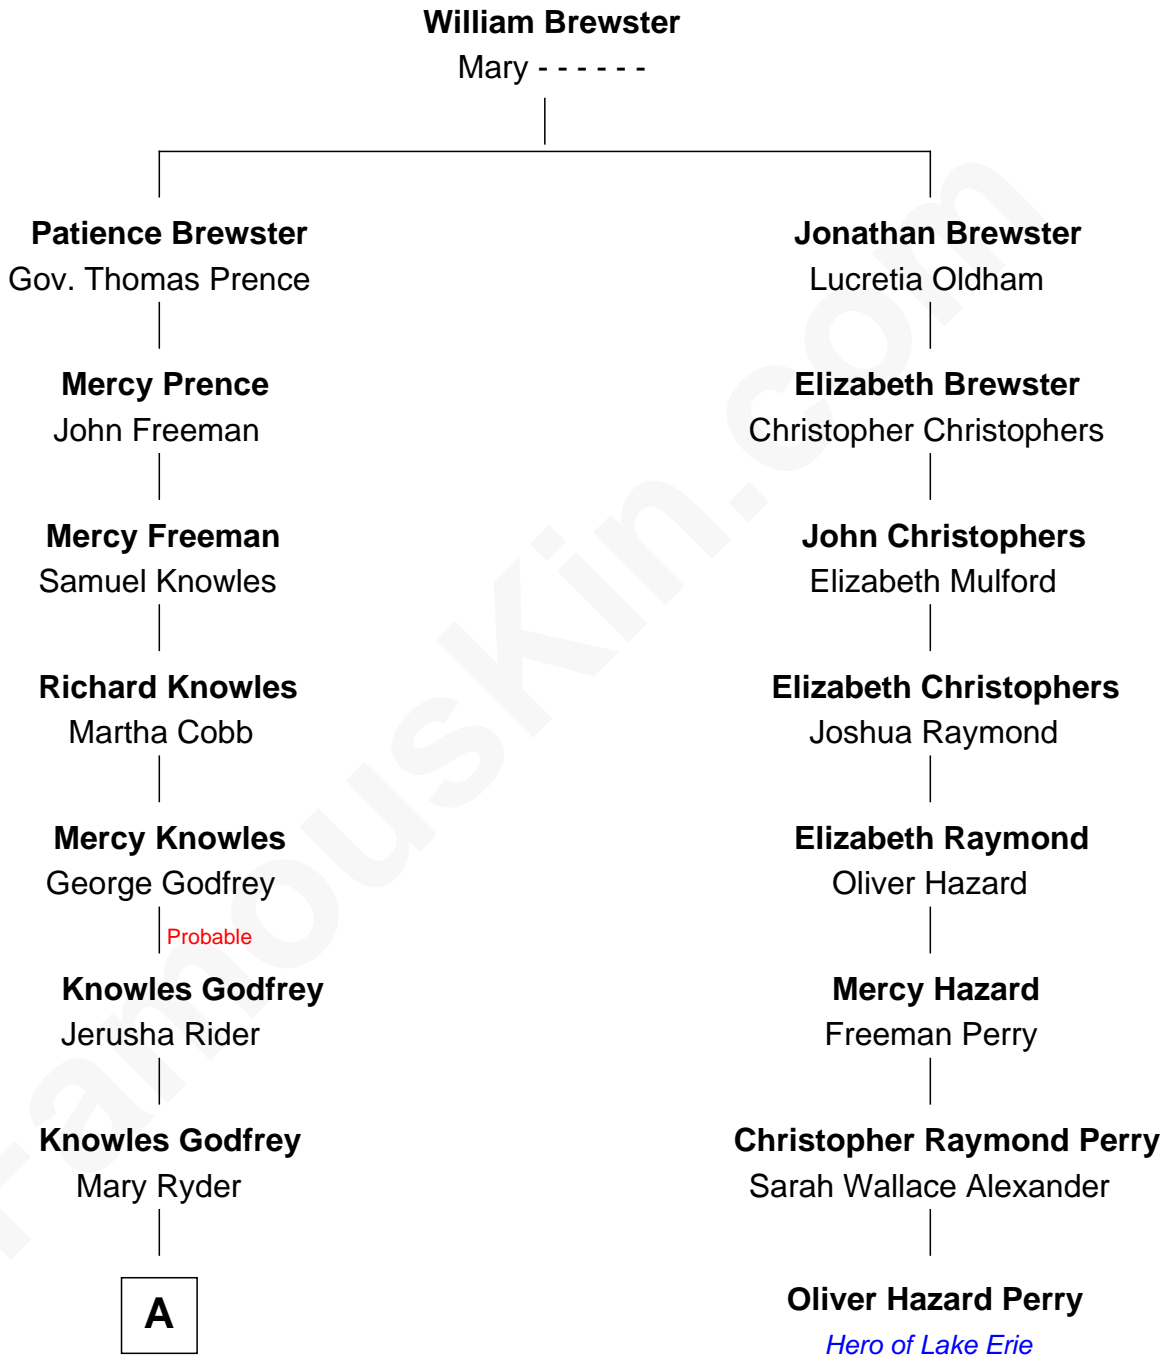 William Brewster
Mary - - - - - -
Patience Brewster
Gov. Thomas Prence
Jonathan Brewster
Lucretia Oldham
Mercy Prence
John Freeman
Elizabeth Brewster
Christopher Christophers
Mercy Freeman
Samuel Knowles
John Christophers
Elizabeth Mulford
Richard Knowles
Martha Cobb
Elizabeth Christophers
Joshua Raymond
Mercy Knowles
George Godfrey
Elizabeth Raymond
Oliver Hazard
Probable
Knowles Godfrey
Jerusha Rider
Mercy Hazard
Freeman Perry
Knowles Godfrey
Mary Ryder
Christopher Raymond Perry
Sarah Wallace Alexander
A
Oliver Hazard Perry
Hero of Lake Erie
FamousKin.com